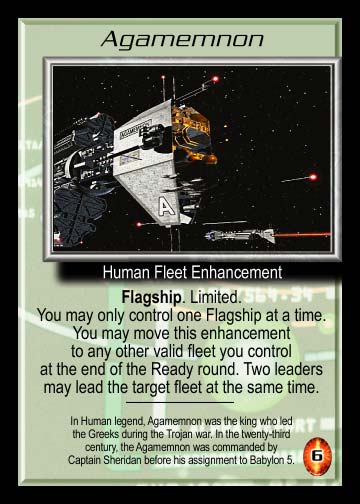 Agamemnon
AGAMEMNON
A
Human Fleet Enhancement
Flagship. Limited.
You may only control one Flagship at a time.
You may move this enhancement
to any other valid fleet you control
at the end of the Ready round. Two leaders
may lead the target fleet at the same time.
In Human legend, Agamemnon was the king who led
the Greeks during the Trojan war. In the twenty-third
century, the Agamemnon was commanded by
Captain Sheridan before his assignment to Babylon 5.
6